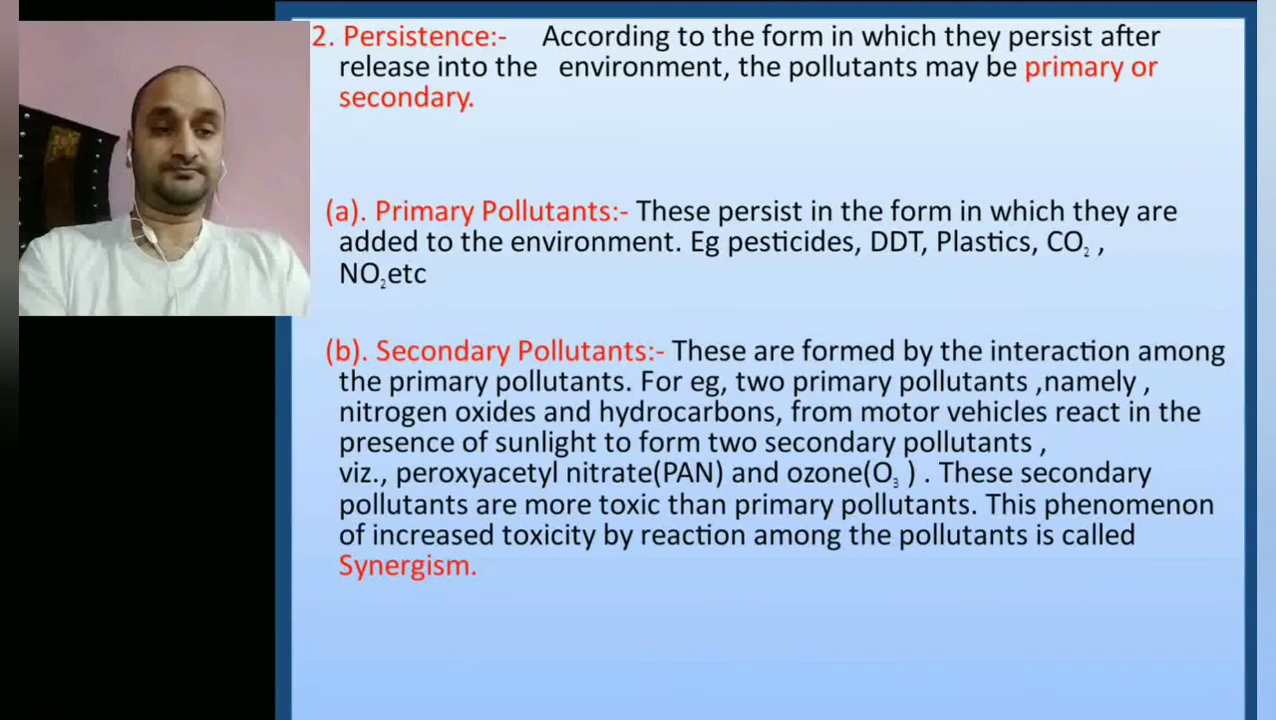 2. Persistence:- According to the form in which they persist after
release into the environment, the pollutants may be primary or
secondary.
(a). Primary Pollutants:- These persist in the form in which they are
added to the environment. Eg pesticides, DDT, Plastics, CO₂ ,
NO₂etc
(b). Secondary Pollutants:- These are formed by the interaction among
the primary pollutants. For eg, two primary pollutants ,namely ,
nitrogen oxides and hydrocarbons, from motor vehicles react in the
presence of sunlight to form two secondary pollutants ,
viz., peroxyacetyl nitrate(PAN) and ozone(O₃ ) . These secondary
pollutants are more toxic than primary pollutants. This phenomenon
of increased toxicity by reaction among the pollutants is called
Synergism.